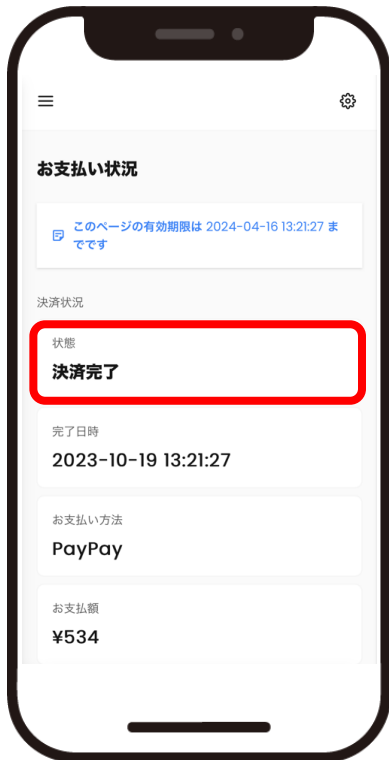 お支払い状況
このページの有効期限は 2024-04-16 13:21:27 ま
でです
決済状況
状態
決済完了
完了日時
2023-10-19 13:21:27
お支払い方法
PayPay
お支払額
¥534